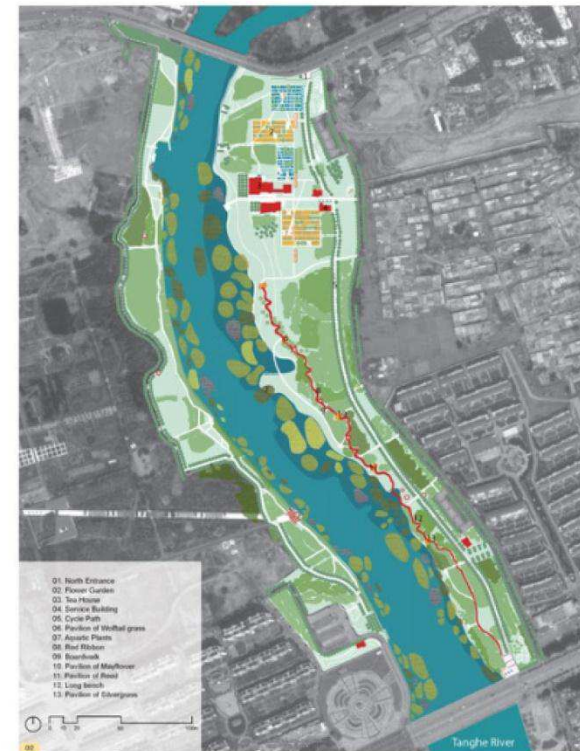 01. North Entrance
02. Flower Garden
03. Tea House
04. Service Building
05. Cycle Path
06. Pavilion of Wolftail grass
07. Aquatic Plants
08. Red Ribbon
09. Boardwalk
10. Pavilion of Mayflower
11. Pavilion of Reed
12. Long bench
13. Pavilion of Silvergrass
02
Tanghe River